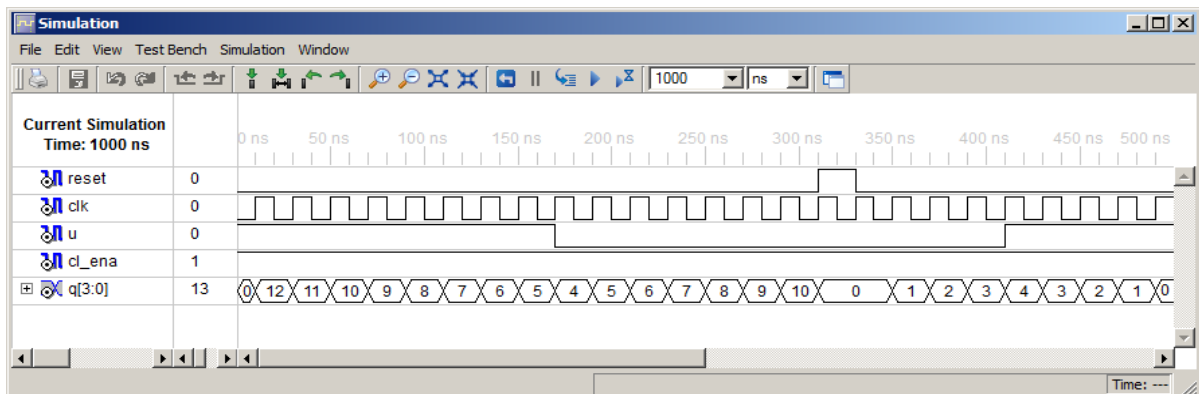 Simulation
File Edit View Test Bench Simulation Window
1000 ns
Current Simulation
Time: 1000 ns
0 ns 50 ns 100 ns 150 ns 200 ns 250 ns 300 ns 350 ns 400 ns 450 ns 500 ns
reset 0
clk 0
u 0
cl_ena 1
q[3:0] 13 0 12 11 10 9 8 7 6 5 4 5 6 7 8 9 10 0 1 2 3 4 3 2 1 0
Time: ---